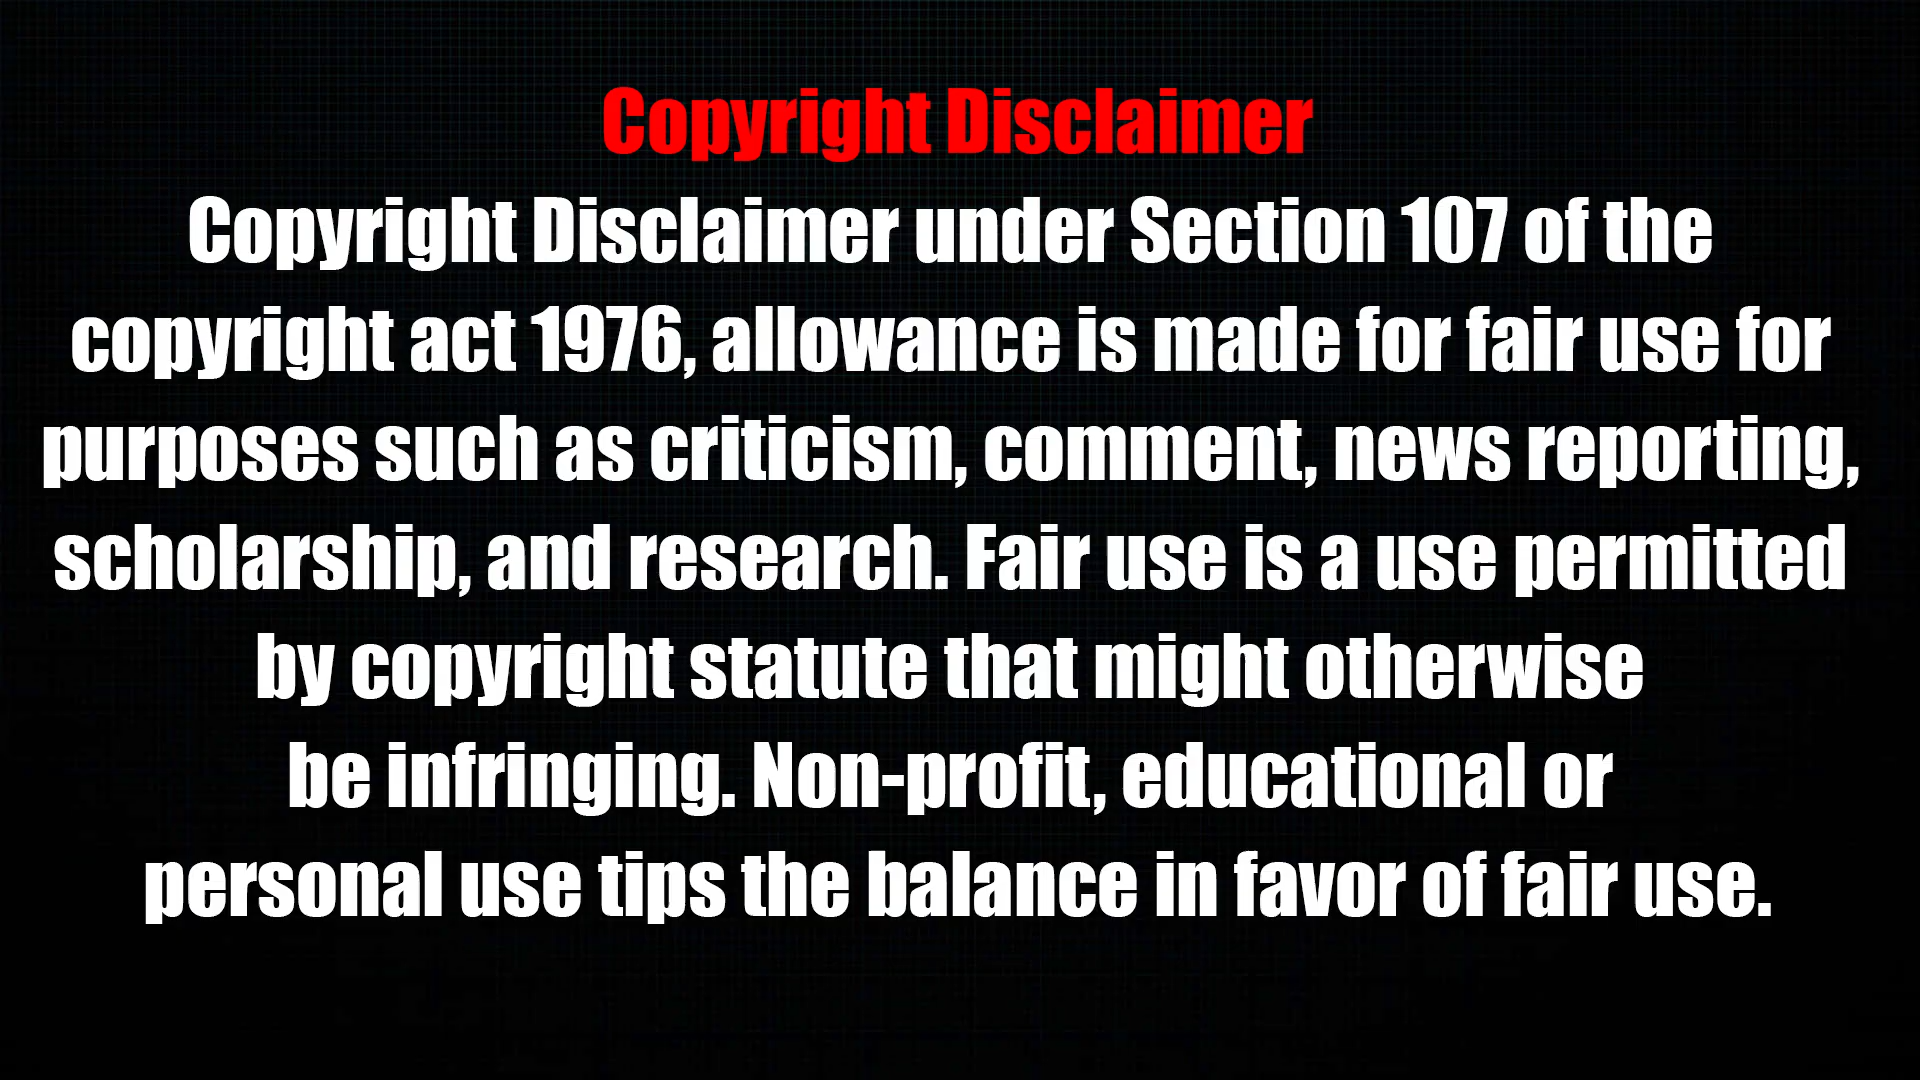 Copyright Disclaimer
Copyright Disclaimer under Section 107 of the
copyright act 1976, allowance is made for fair use for
purposes such as criticism, comment, news reporting,
scholarship, and research. Fair use is a use permitted
by copyright statute that might otherwise
be infringing. Non-profit, educational or
personal use tips the balance in favor of fair use.